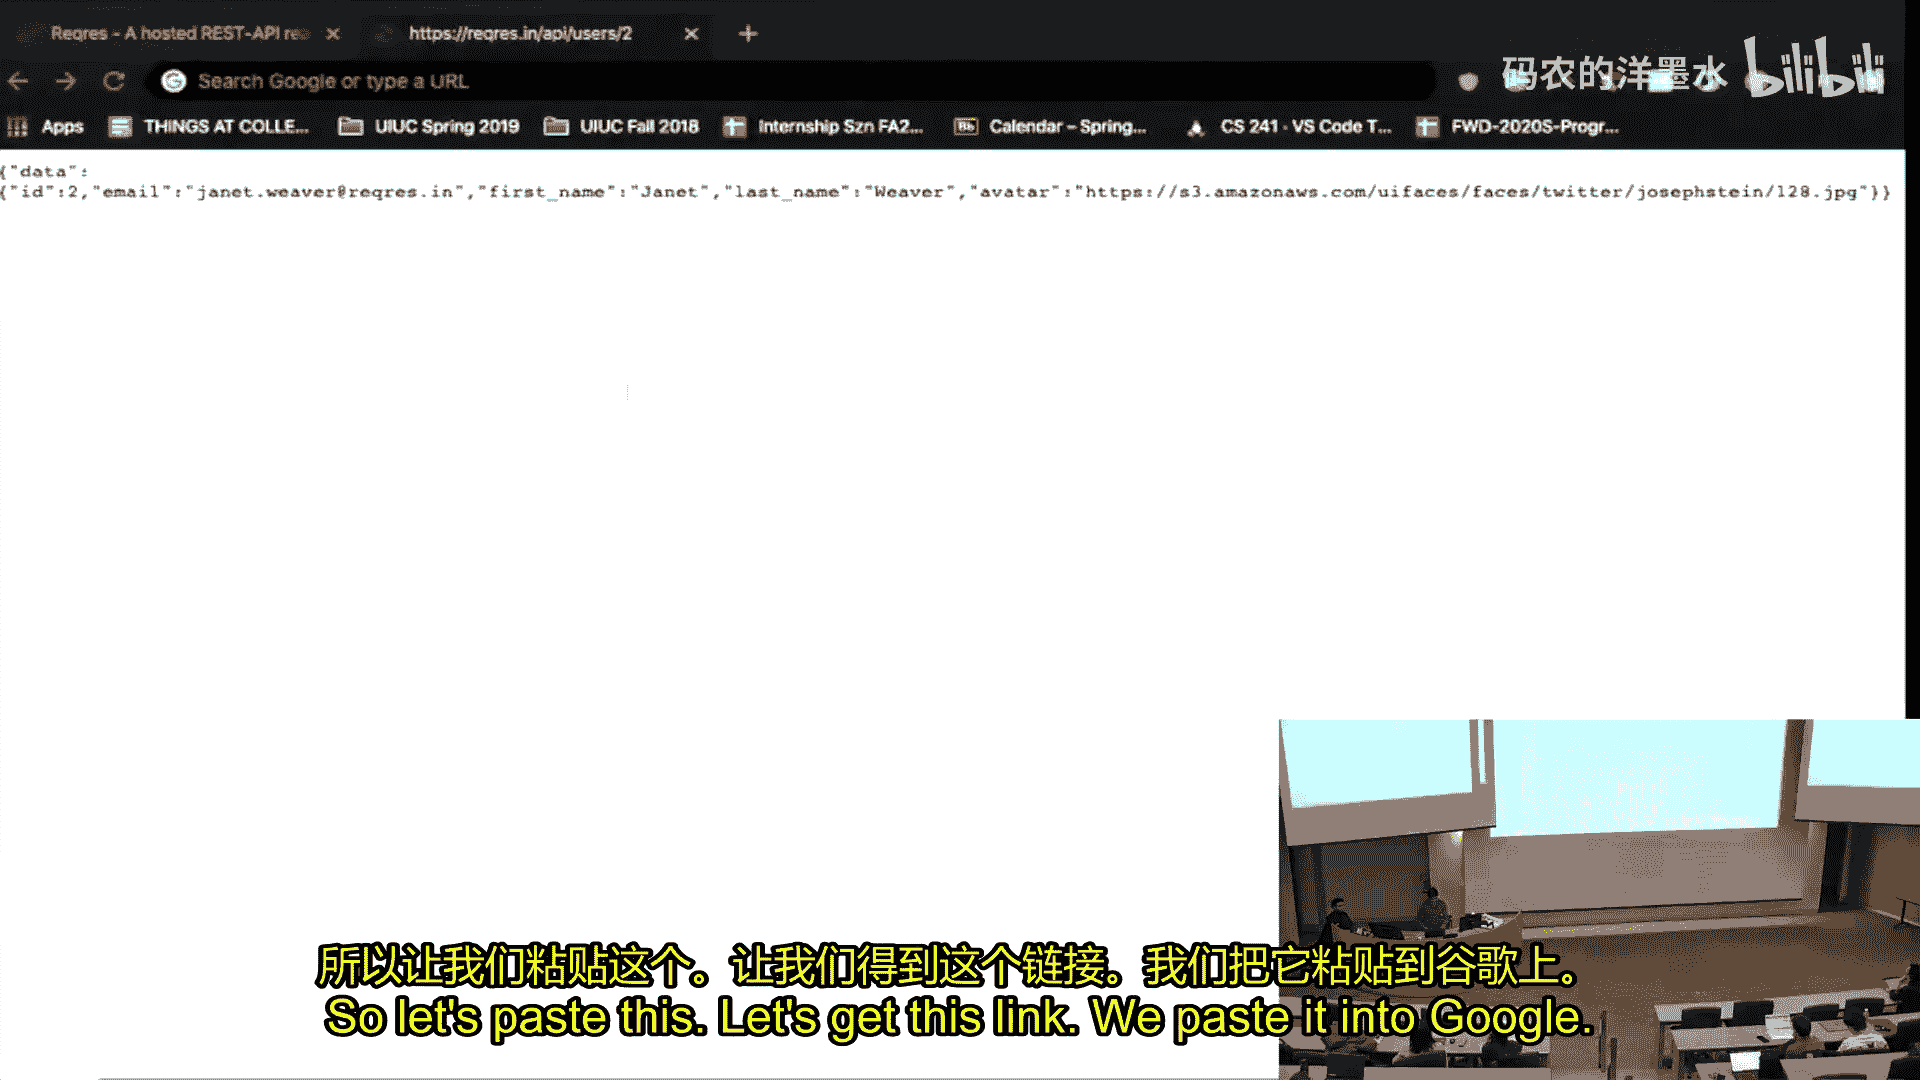 Reqres - A hosted REST-API re
https://reqres.in/api/users/2
Search Google or type a URL
码农的洋墨水 bilibili
Apps
THINGS AT COLLE...
UIUC Spring 2019
UIUC Fall 2018
Internship Szn FA2...
Calendar – Spring...
CS 241 · VS Code T...
FWD-2020S-Progr...
{"data":
{"id":2,"email":"janet.weaver@reqres.in","first_name":"Janet","last_name":"Weaver","avatar":"https://s3.amazonaws.com/uifaces/faces/twitter/josephstein/128.jpg"}}
所以让我们粘贴这个。让我们得到这个链接。我们把它粘贴到谷歌上。
So let's paste this. Let's get this link. We paste it into Google.